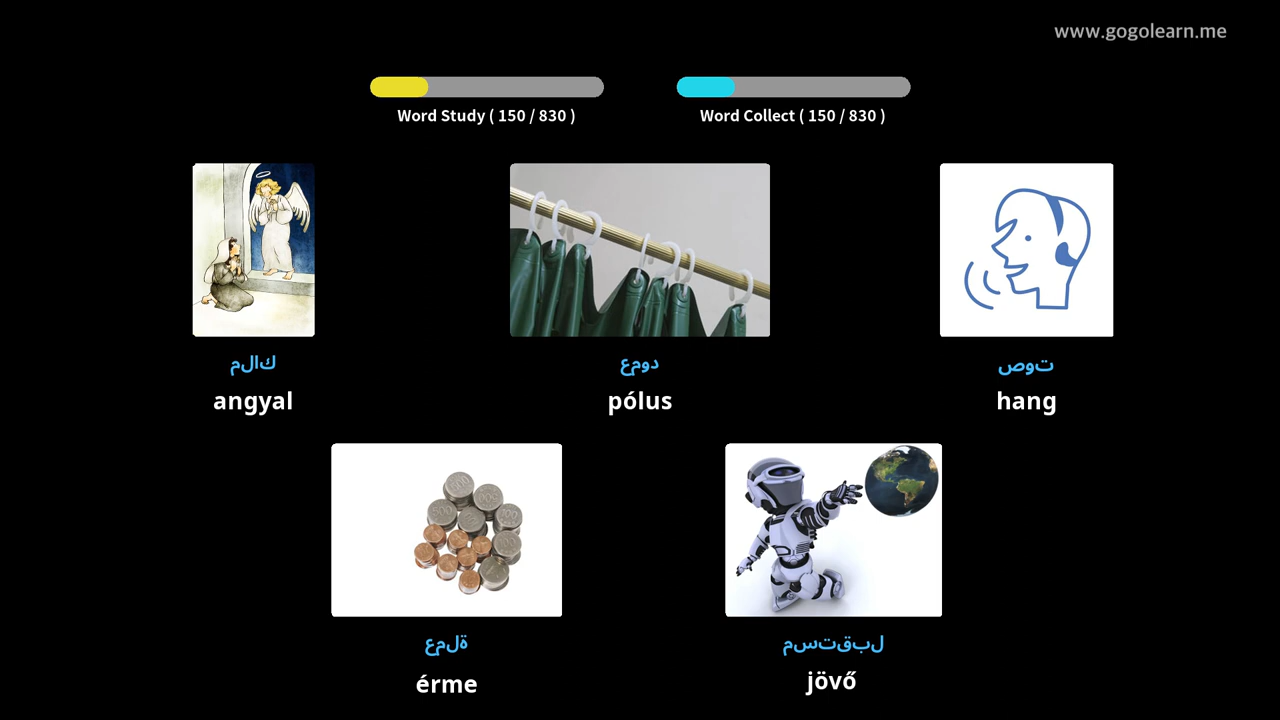 www.gogolearn.me
Word Study ( 150 / 830 )
Word Collect ( 150 / 830 )
ملاك
angyal
عمود
pólus
صوت
hang
عملة
érme
مستقبل
jövő